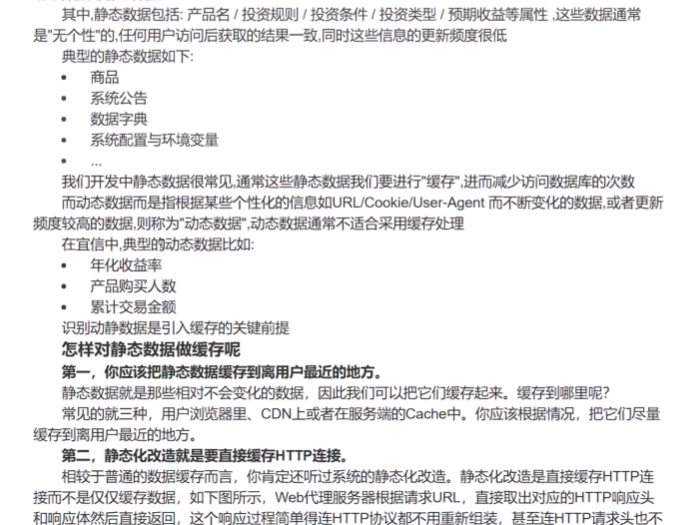 其中,静态数据包括: 产品名 / 投资规则 / 投资条件 / 投资类型 / 预期收益等属性 ,这些数据通常
是"无个性"的,任何用户访问后获取的结果一致,同时这些信息的更新频度很低
典型的静态数据如下:
• 商品
• 系统公告
• 数据字典
• 系统配置与环境变量
• ...
我们开发中静态数据很常见,通常这些静态数据我们要进行"缓存",进而减少访问数据库的次数
而动态数据而是指根据某些个性化的信息如URL/Cookie/User-Agent 而不断变化的数据,或者更新
频度较高的数据,则称为"动态数据",动态数据通常不适合采用缓存处理
在宜信中,典型的动态数据比如:
• 年化收益率
• 产品购买人数
• 累计交易金额
识别动静数据是引入缓存的关键前提
怎样对静态数据做缓存呢
第一，你应该把静态数据缓存到离用户最近的地方。
静态数据就是那些相对不会变化的数据，因此我们可以把它们缓存起来。缓存到哪里呢？
常见的就三种，用户浏览器里、CDN上或者在服务端的Cache中。你应该根据情况，把它们尽量
缓存到离用户最近的地方。
第二，静态化改造就是要直接缓存HTTP连接。
相较于普通的数据缓存而言，你肯定还听过系统的静态化改造。静态化改造是直接缓存HTTP连
接而不是仅仅缓存数据，如下图所示，Web代理服务器根据请求URL，直接取出对应的HTTP响应头
和响应体然后直接返回，这个响应过程简单得连HTTP协议都不用重新组装，甚至连HTTP请求头也不